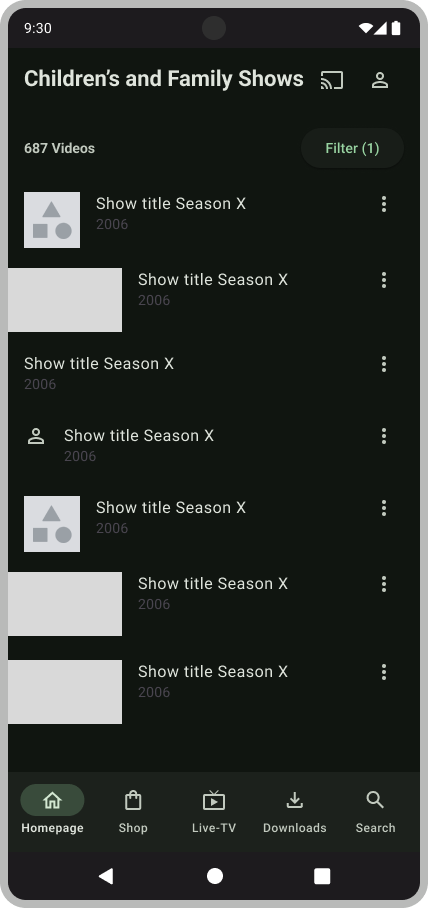 9:30
Children's and Family Shows
687 Videos
Filter (1)
Show title Season X
2006
Show title Season X
2006
Show title Season X
2006
Show title Season X
2006
Show title Season X
2006
Show title Season X
2006
Show title Season X
2006
Homepage
Shop
Live-TV
Downloads
Search